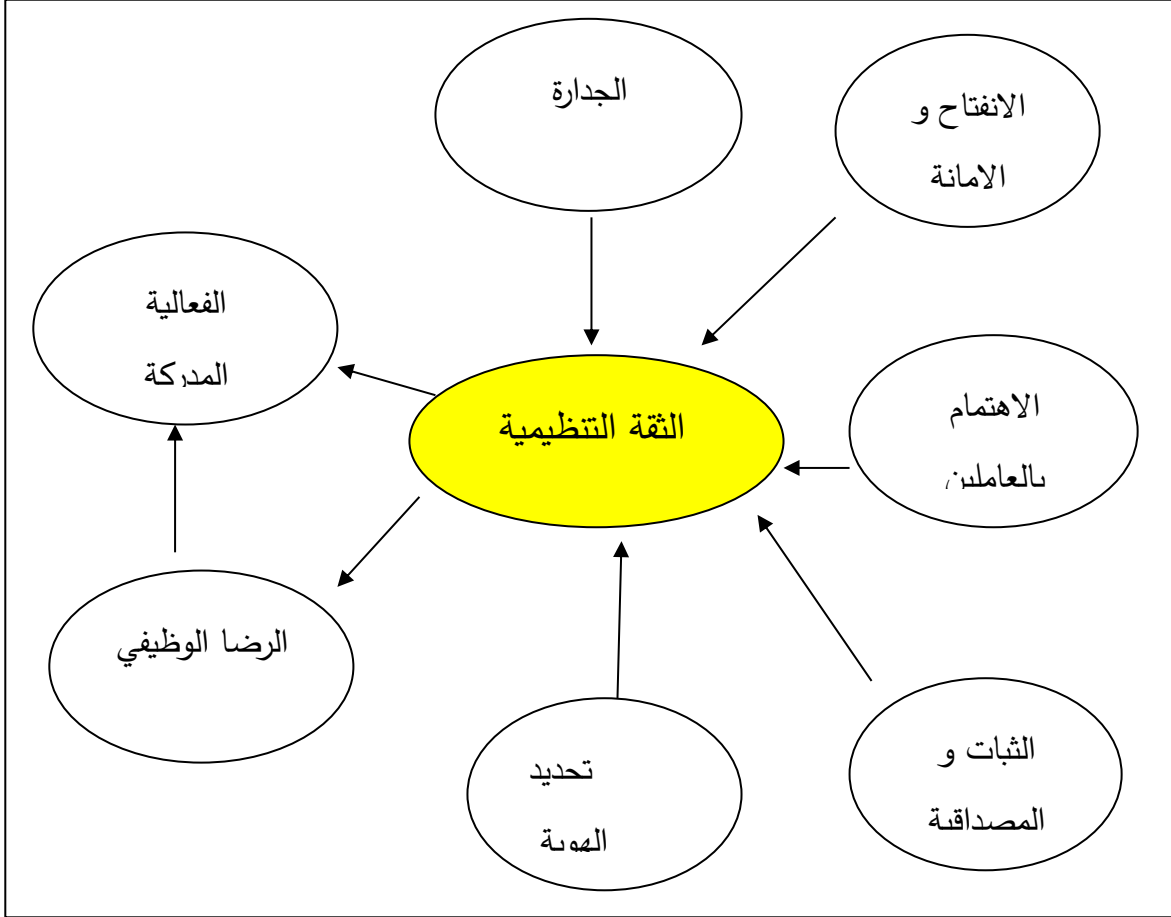 الجدارة
الانفتاح و
الامانة
الفعالية
المدركة
الثقة التنظيمية
الاهتمام
بالعاملين
الرضا الوظيفي
تحديد
الهوية
الثبات و
المصداقية